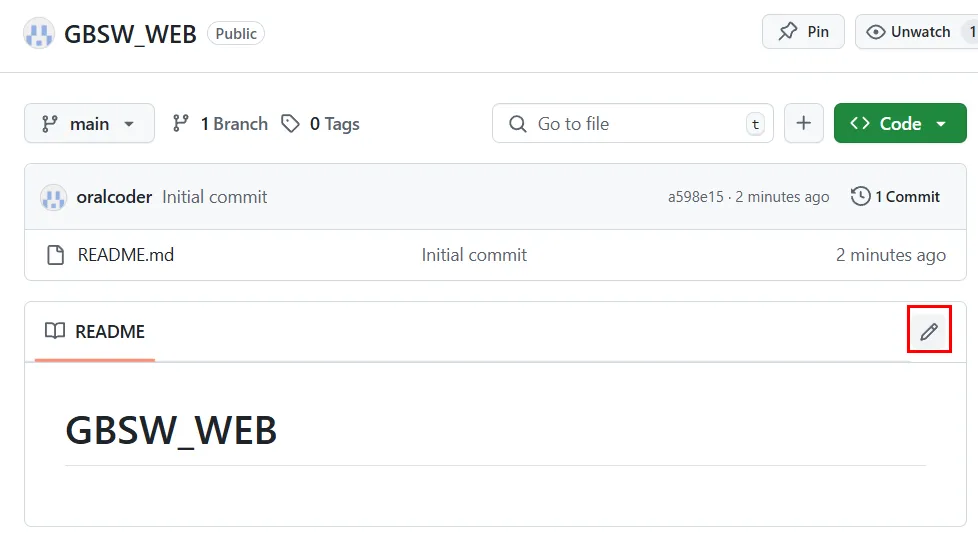 GBSW_WEB Public Pin Unwatch 1
main 1 Branch 0 Tags Go to file t + Code
oralcoder Initial commit a598e15 · 2 minutes ago 1 Commit
README.md Initial commit 2 minutes ago
README
GBSW_WEB